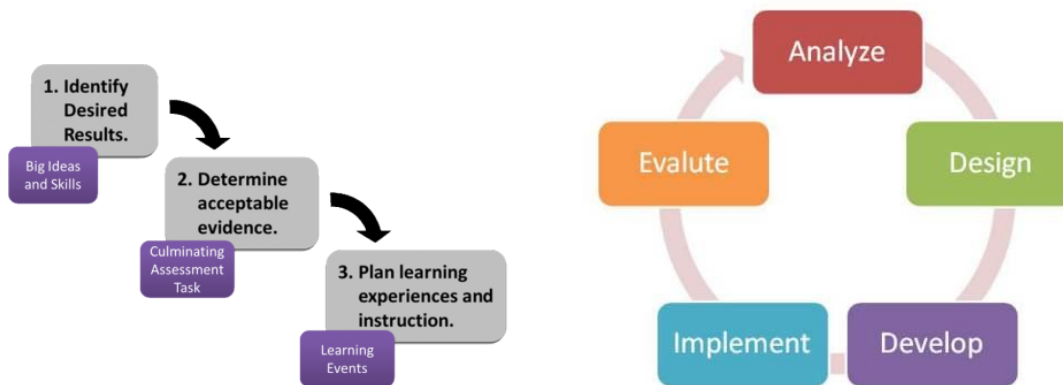 1. Identify
Desired
Results.
Big Ideas
and Skills
2. Determine
acceptable
evidence.
Culminating
Assessment
Task
3. Plan learning
experiences and
instruction.
Learning
Events
Analyze
Design
Develop
Implement
Evalute